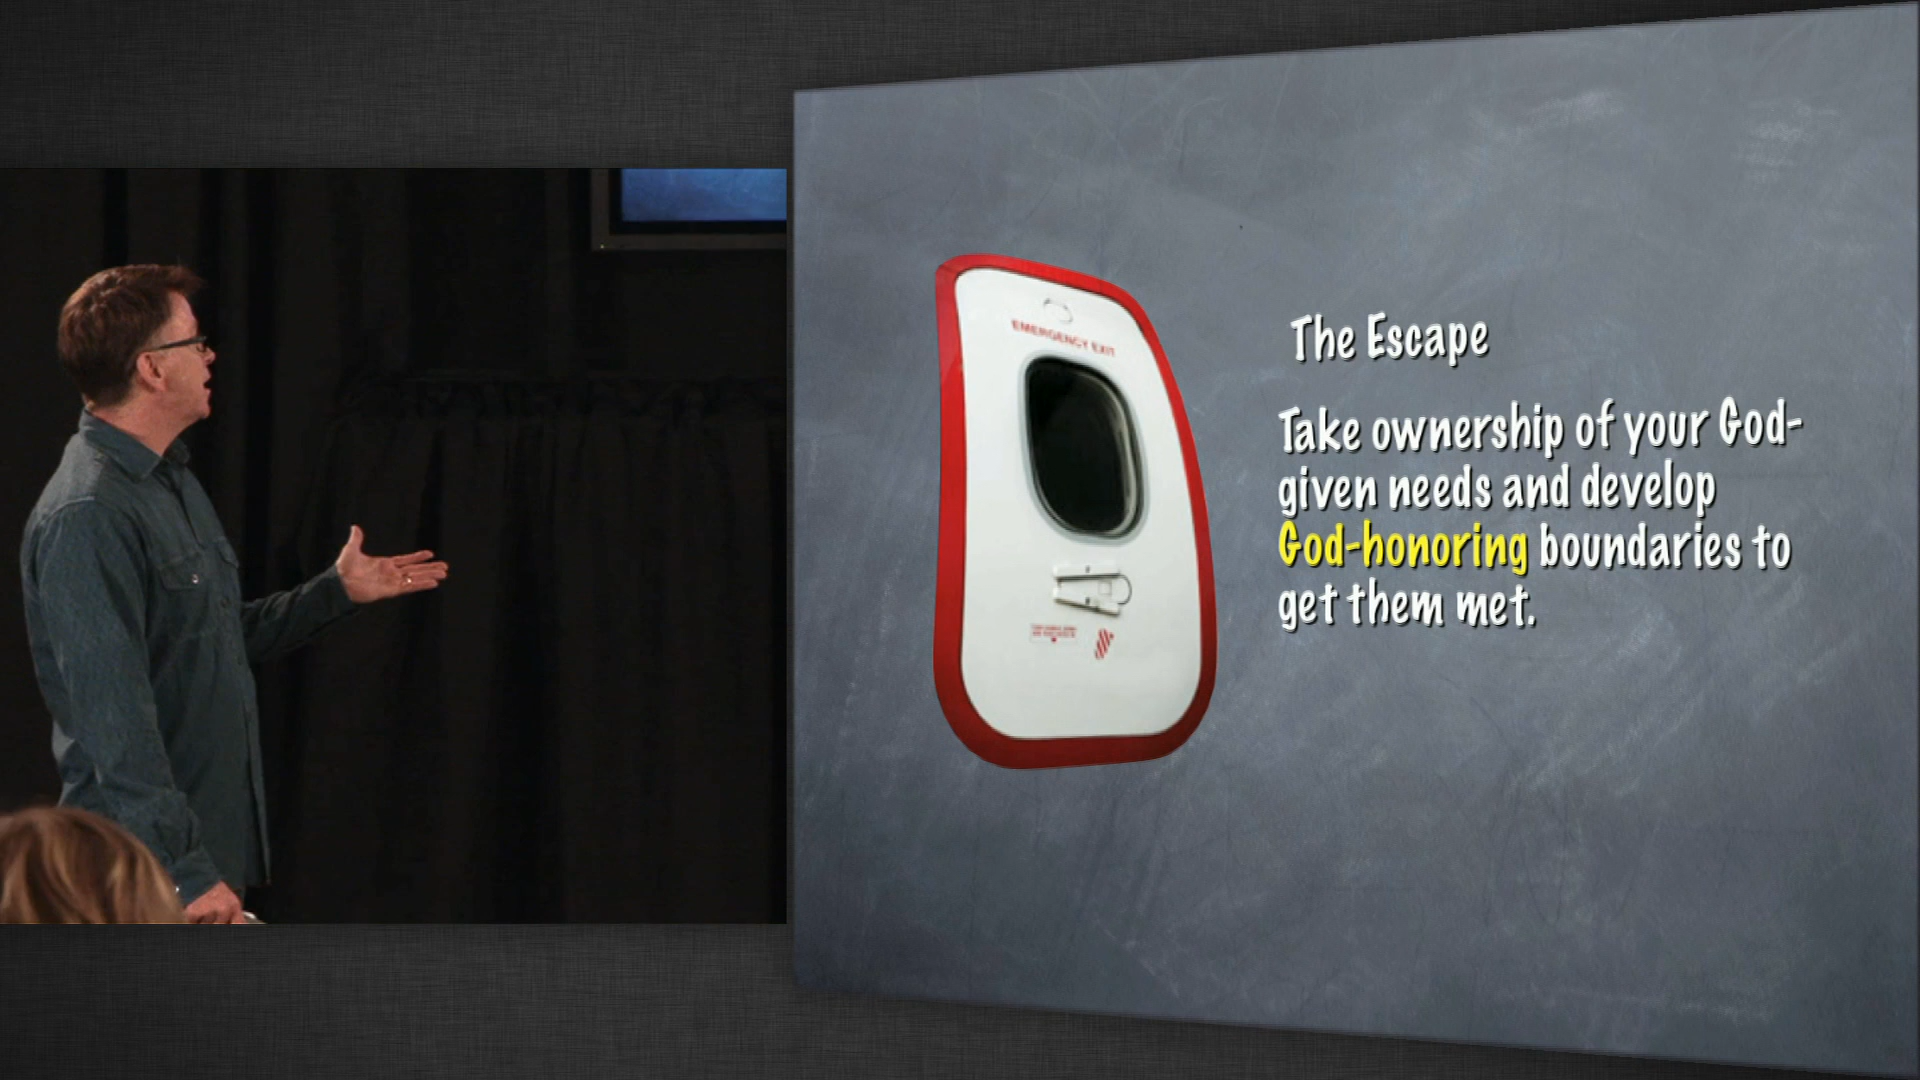 EMERGENCY EXIT
The Escape
Take ownership of your God-
given needs and develop
God-honoring boundaries to
get them met.